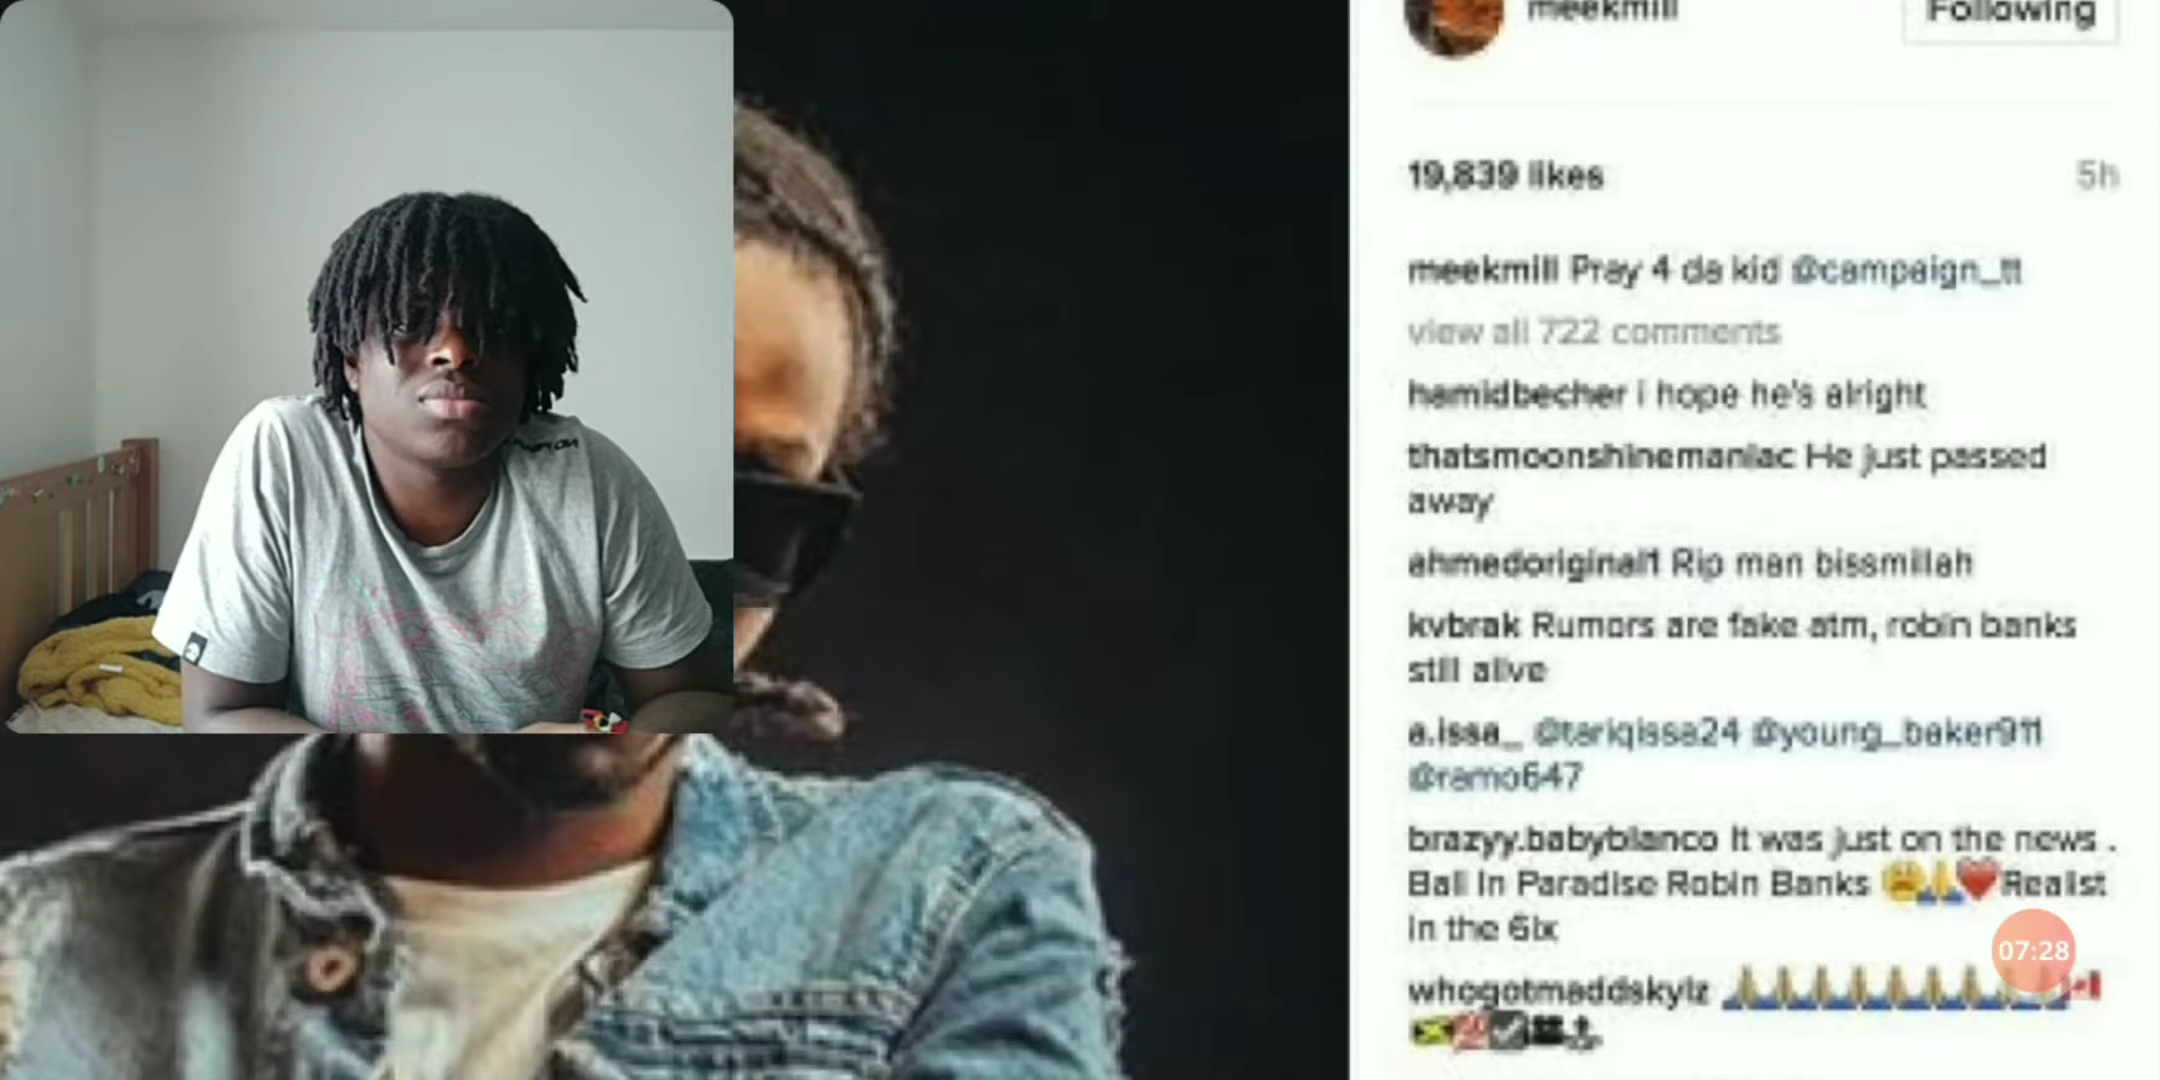 meekmill
Following
19,839 likes
5h
meekmill Pray 4 da kid @campaign_tt
view all 722 comments
hamidbecher i hope he's alright
thatsmoonshinemaniac He just passed
away
ahmedoriginal1 Rip man bissmillah
kvbrak Rumors are fake atm, robin banks
still alive
a.issa_ @tariqissa24 @young_baker911
@ramo647
brazyy.babyblanco It was just on the news .
Ball In Paradise Robin Banks 😩🙏❤️Realist
in the 6ix
07:28
whogotmaddskylz 🙏🙏🙏🙏🙏🙏🙏🙏🙏🇨🇦